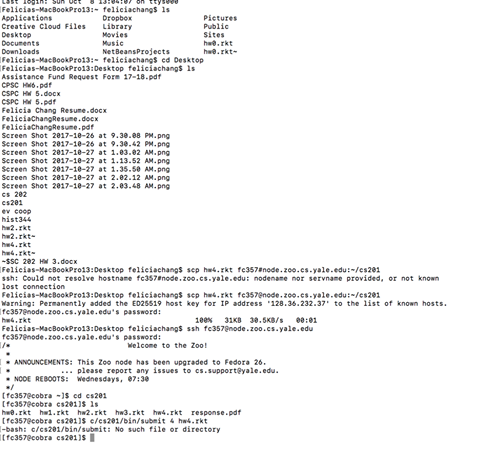 Last login: Sun Oct  8 13:04:07 on ttys000
[Felicias-MacBookPro13:~ feliciachang$ ls
Applications Dropbox Pictures
Creative Cloud Files Library Public
Desktop Movies Sites
Documents Music hw0.rkt
Downloads NetBeansProjects hw0.rkt~
[Felicias-MacBookPro13:~ feliciachang$ cd Desktop
[Felicias-MacBookPro13:Desktop feliciachang$ ls
Assistance Fund Request Form 17-18.pdf
CPSC HW6.pdf
CSPC HW 5.docx
CSPC HW 5.pdf
Felicia Chang Resume.docx
FeliciaChangResume.docx
FeliciaChangResume.pdf
Screen Shot 2017-10-26 at 9.30.08 PM.png
Screen Shot 2017-10-26 at 9.30.42 PM.png
Screen Shot 2017-10-27 at 1.03.02 AM.png
Screen Shot 2017-10-27 at 1.13.52 AM.png
Screen Shot 2017-10-27 at 1.35.50 AM.png
Screen Shot 2017-10-27 at 2.02.12 AM.png
Screen Shot 2017-10-27 at 2.03.48 AM.png
cs 202
cs201
ev coop
hist344
hw2.rkt
hw2.rkt~
hw4.rkt
hw4.rkt~
~$SC 202 HW 3.docx
[Felicias-MacBookPro13:Desktop feliciachang$ scp hw4.rkt fc357#node.zoo.cs.yale.edu:~/cs201
ssh: Could not resolve hostname fc357#node.zoo.cs.yale.edu: nodename nor servname provided, or not known
lost connection
[Felicias-MacBookPro13:Desktop feliciachang$ scp hw4.rkt fc357@node.zoo.cs.yale.edu:~/cs201
Warning: Permanently added the ED25519 host key for IP address '128.36.232.37' to the list of known hosts.
[fc357@node.zoo.cs.yale.edu's password:
hw4.rkt 100% 31KB 30.5KB/s 00:01
[Felicias-MacBookPro13:Desktop feliciachang$ ssh fc357@node.zoo.cs.yale.edu
fc357@node.zoo.cs.yale.edu's password:
/* Welcome to the Zoo!
*
* ANNOUNCEMENTS: This Zoo node has been upgraded to Fedora 26.
* ... please report any issues to cs.support@yale.edu.
* NODE REBOOTS: Wednesdays, 07:30
*/
[fc357@cobra ~]$ cd cs201
[fc357@cobra cs201]$ ls
hw0.rkt hw1.rkt hw2.rkt hw3.rkt hw4.rkt response.pdf
[fc357@cobra cs201]$ c/cs201/bin/submit 4 hw4.rkt
-bash: c/cs201/bin/submit: No such file or directory
[fc357@cobra cs201]$